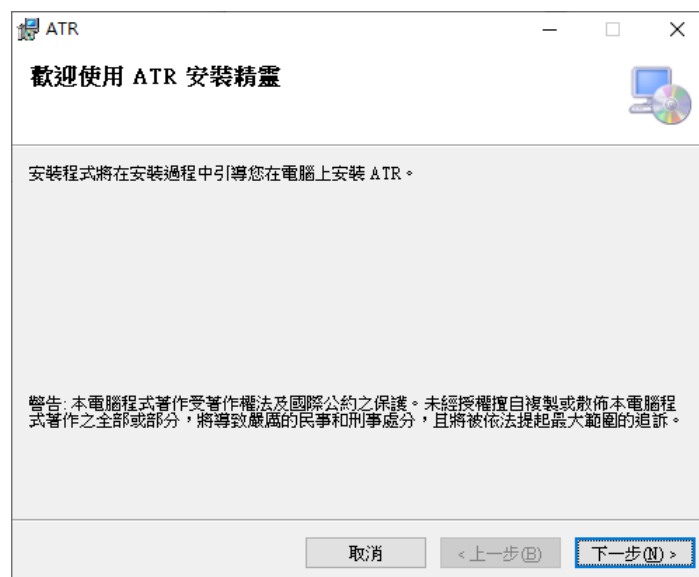 ATR
歡迎使用 ATR 安裝精靈
安裝程式將在安裝過程中引導您在電腦上安裝 ATR。
警告: 本電腦程式著作受著作權法及國際公約之保護。未經授權擅自複製或散佈本電腦程
式著作之全部或部分，將導致嚴厲的民事和刑事處分，且將被依法提起最大範圍的追訴。
取消 <上一步(B) 下一步(N) >